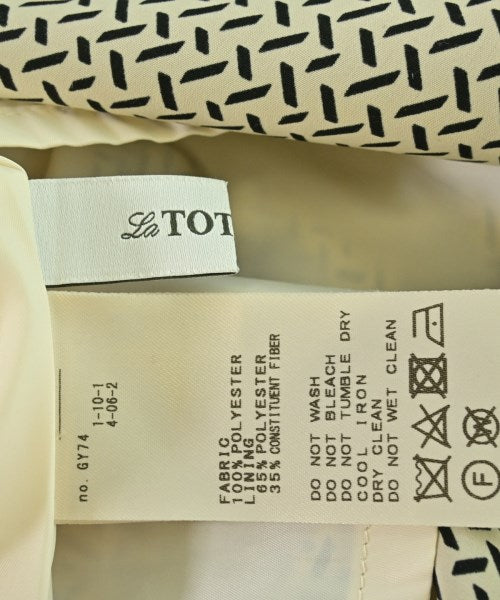 La TOT
no. GY74
1-10-1
4-06-2
FABRIC
100% POLYESTER
LINING
65% POLYESTER
35% CONSTITUENT FIBER
DO NOT WASH
DO NOT BLEACH
DO NOT TUMBLE DRY
COOL IRON
DRY CLEAN
DO NOT WET CLEAN
F
W